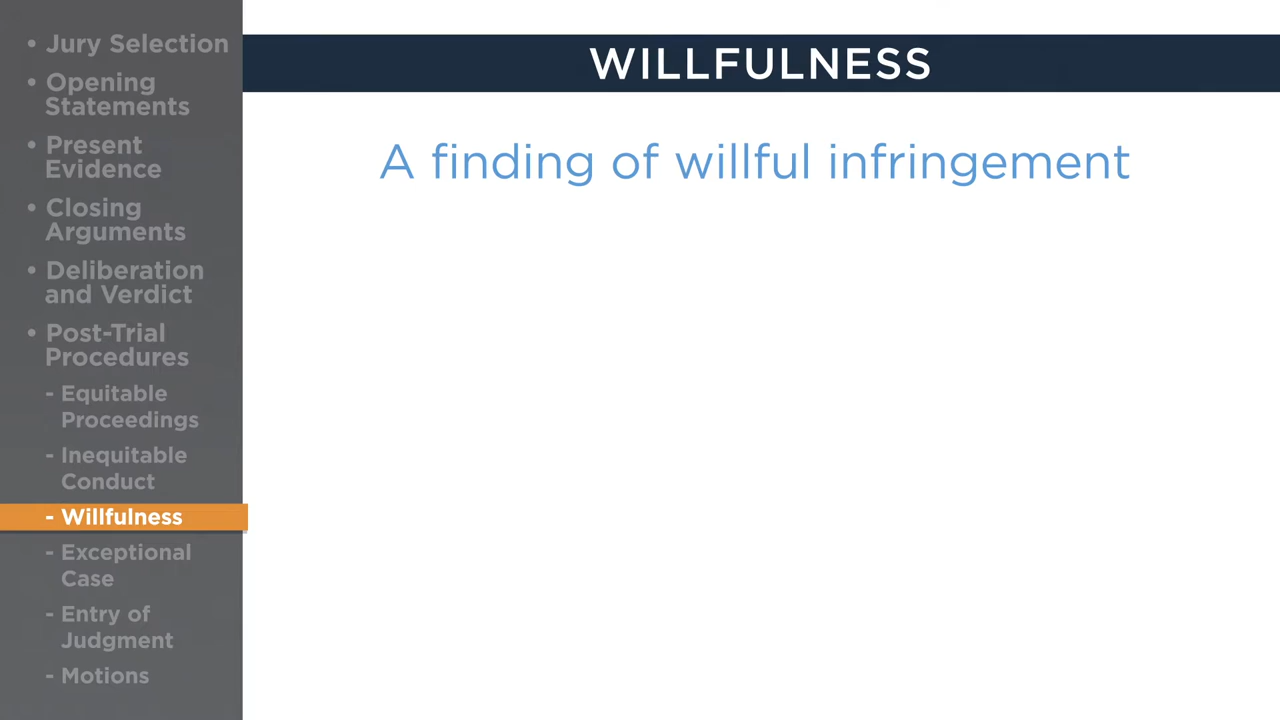 • Jury Selection
• Opening
Statements
• Present
Evidence
• Closing
Arguments
• Deliberation
and Verdict
• Post-Trial
Procedures
- Equitable
Proceedings
- Inequitable
Conduct
- Willfulness
- Exceptional
Case
- Entry of
Judgment
- Motions
WILLFULNESS
A finding of willful infringement